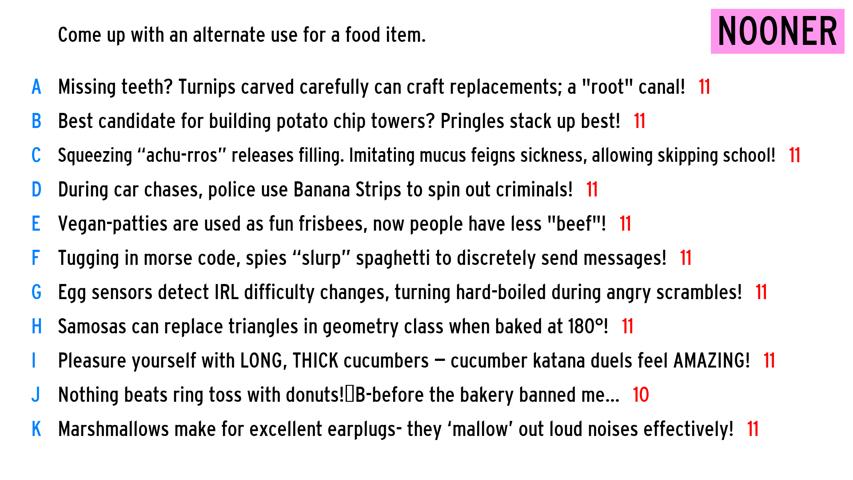 NOONER
Come up with an alternate use for a food item.
A Missing teeth? Turnips carved carefully can craft replacements; a "root" canal! 11
B Best candidate for building potato chip towers? Pringles stack up best! 11
C Squeezing “achu-rros” releases filling. Imitating mucus feigns sickness, allowing skipping school! 11
D During car chases, police use Banana Strips to spin out criminals! 11
E Vegan-patties are used as fun frisbees, now people have less "beef"! 11
F Tugging in morse code, spies “slurp” spaghetti to discretely send messages! 11
G Egg sensors detect IRL difficulty changes, turning hard-boiled during angry scrambles! 11
H Samosas can replace triangles in geometry class when baked at 180°! 11
I Pleasure yourself with LONG, THICK cucumbers – cucumber katana duels feel AMAZING! 11
J Nothing beats ring toss with donuts!▯B-before the bakery banned me... 10
K Marshmallows make for excellent earplugs- they ‘mallow’ out loud noises effectively! 11